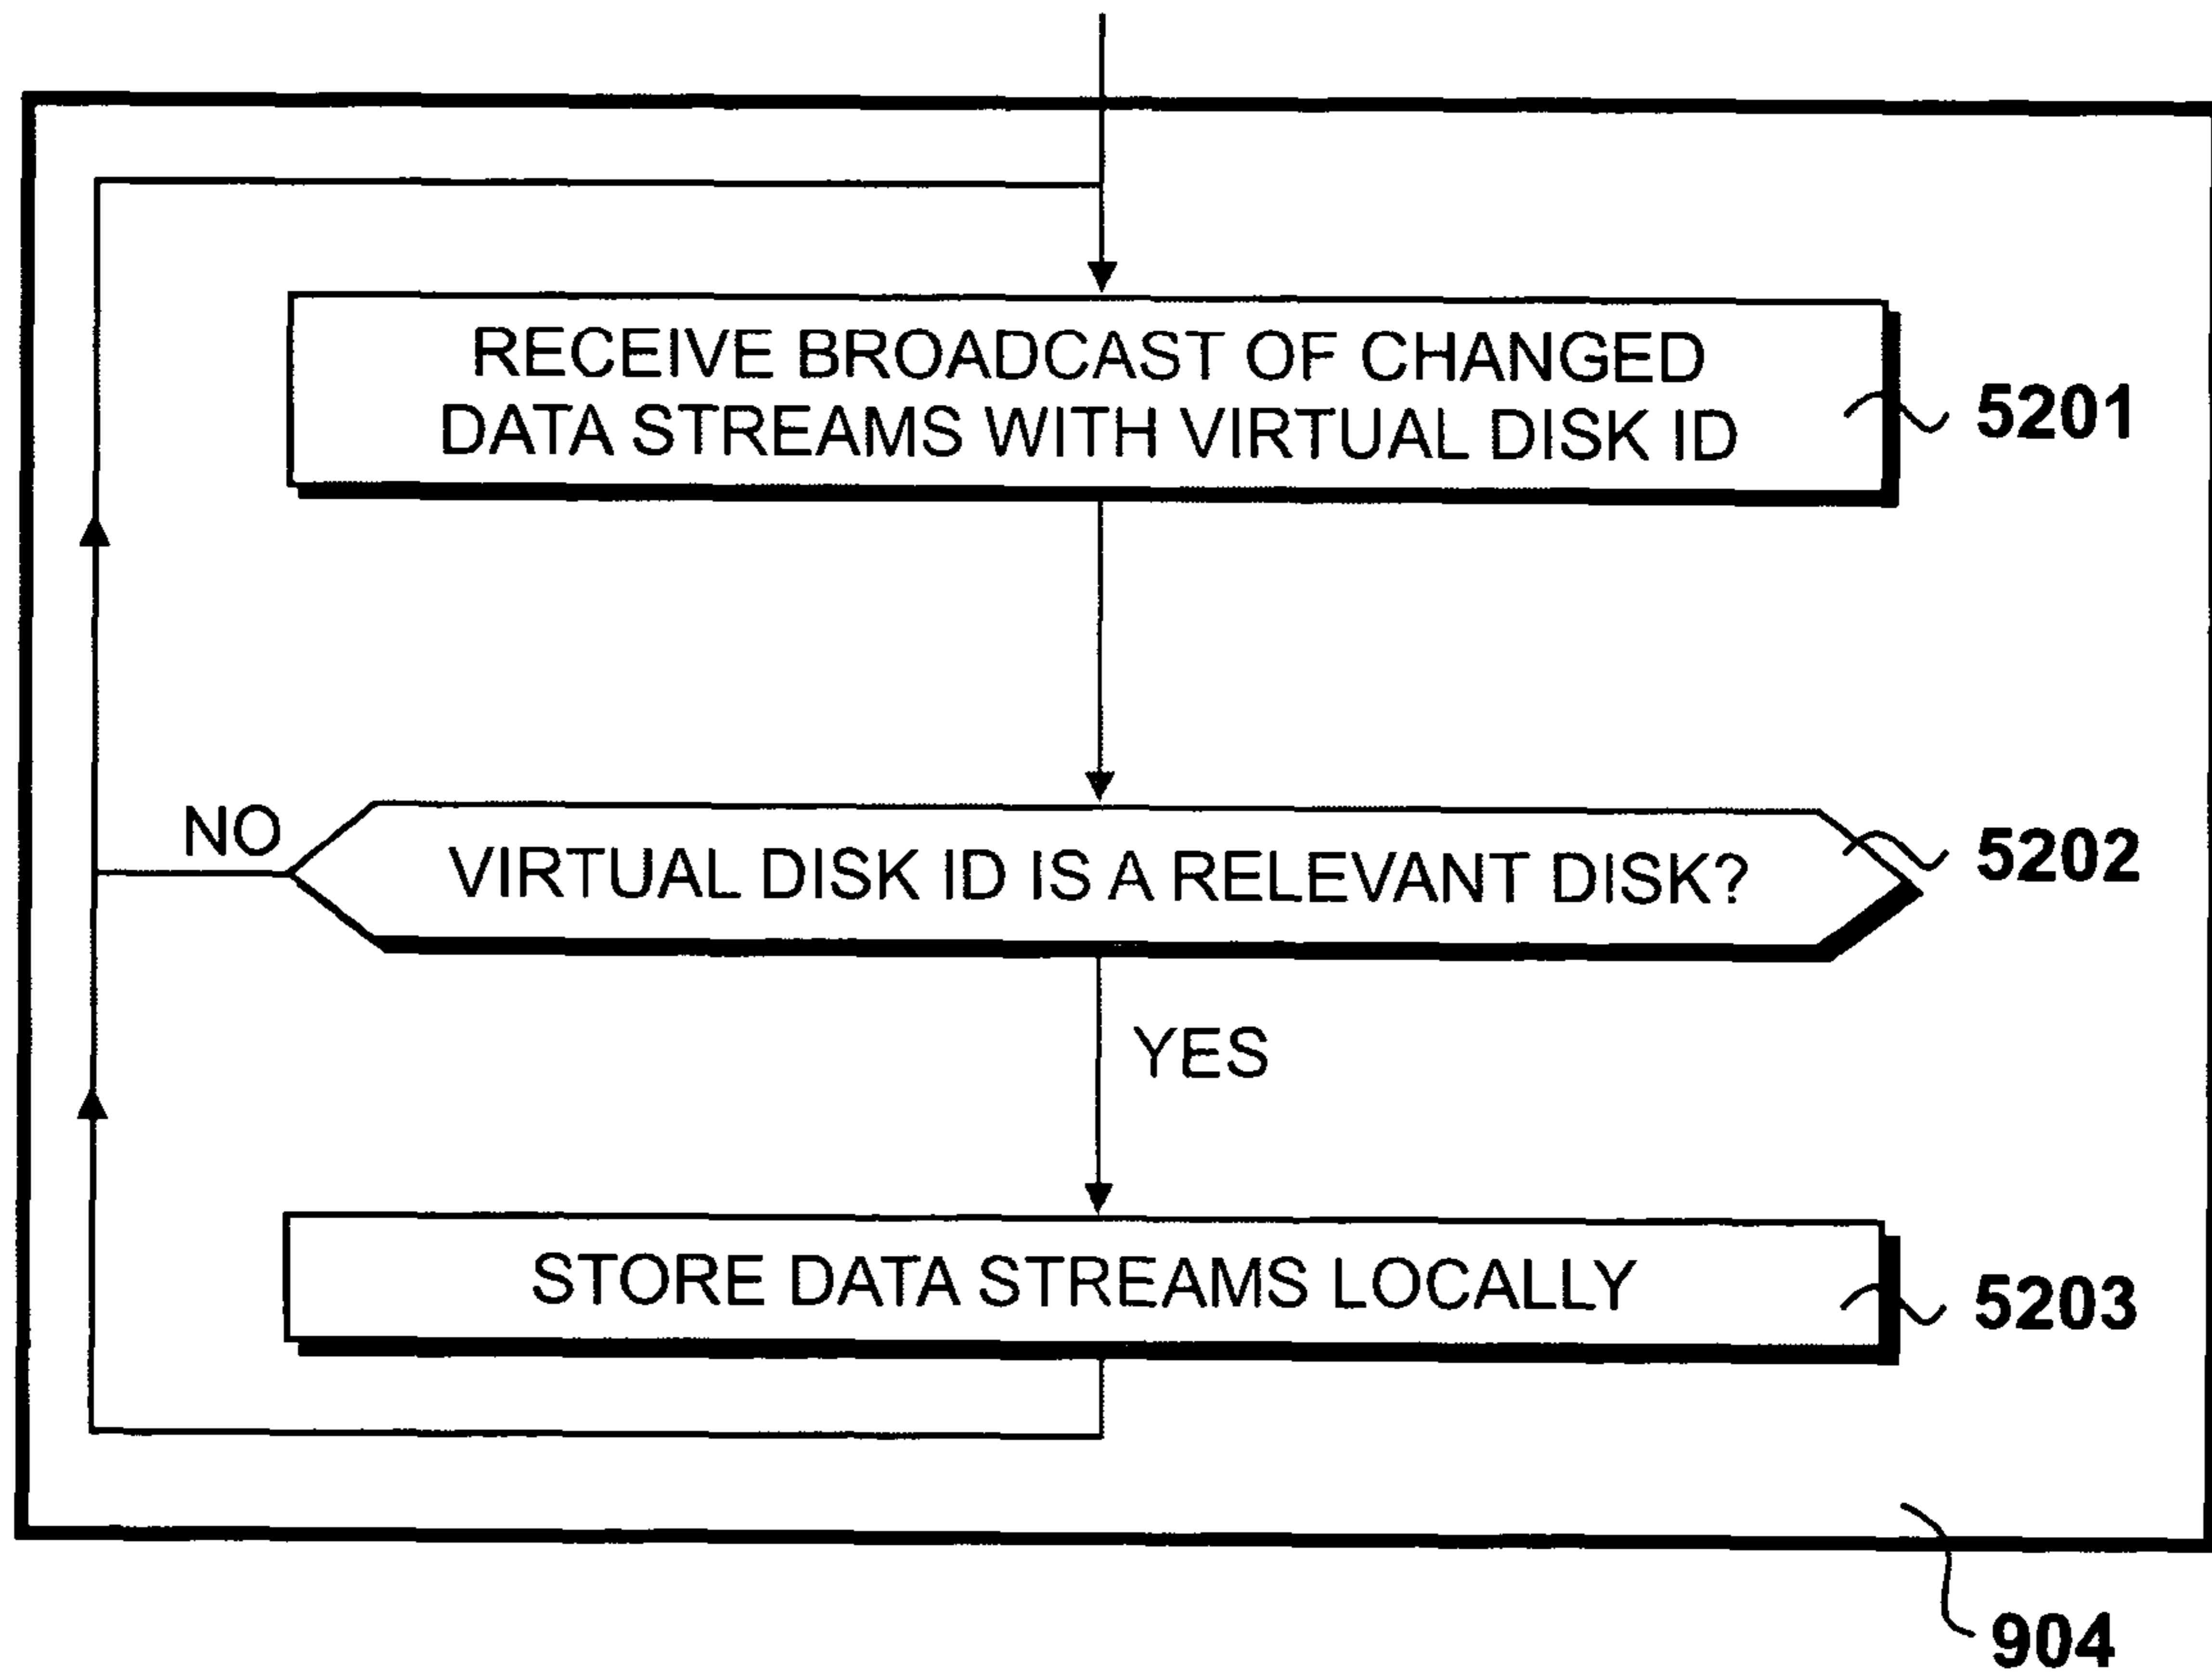 RECEIVE BROADCAST OF CHANGED
DATA STREAMS WITH VIRTUAL DISK ID
5201
NO
VIRTUAL DISK ID IS A RELEVANT DISK?
5202
YES
STORE DATA STREAMS LOCALLY
5203
904